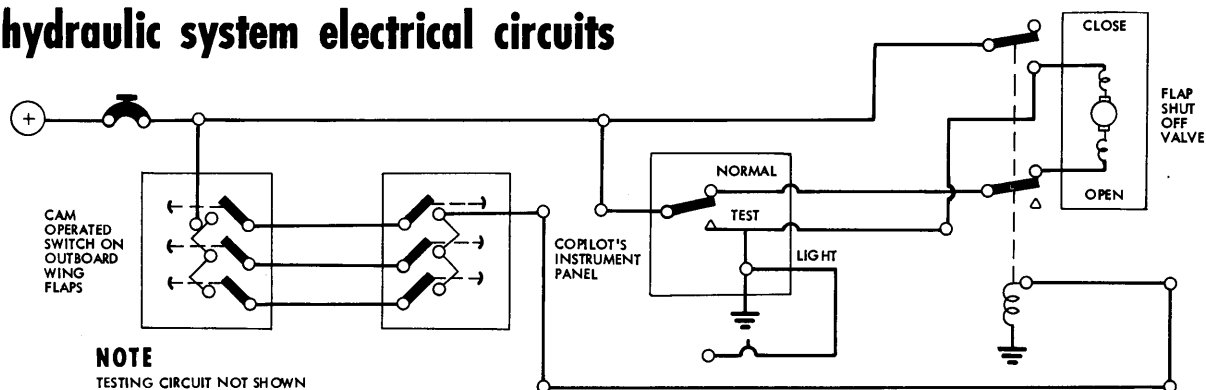 hydraulic system electrical circuits
+
CLOSE
FLAP
SHUT
OFF
VALVE
OPEN
NORMAL
TEST
LIGHT
COPILOT'S
INSTRUMENT
PANEL
CAM
OPERATED
SWITCH ON
OUTBOARD
WING
FLAPS
NOTE
TESTING CIRCUIT NOT SHOWN